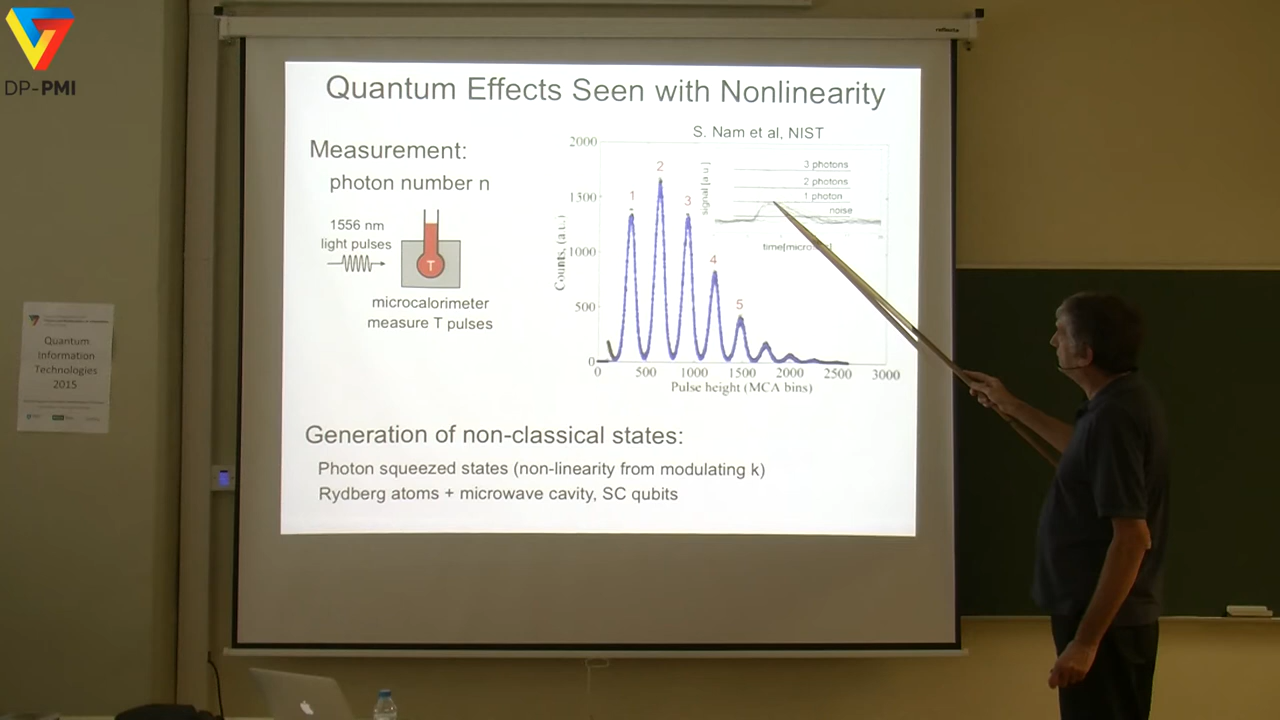 DP-PMI
reflecta
Quantum Effects Seen with Nonlinearity
Measurement:
photon number n
1556 nm
light pulses
T
microcalorimeter
measure T pulses
S. Nam et al, NIST
2000
1500
1000
500
0
Counts, (a.u.)
1
2
3
4
5
signal [a.u]
3 photons
2 photons
1 photon
noise
0
500
1000
1500
2000
2500
3000
Pulse height (MCA bins)
Generation of non-classical states:
Photon squeezed states (non-linearity from modulating k)
Rydberg atoms + microwave cavity, SC qubits
Quantum
Information
Technologies
2015